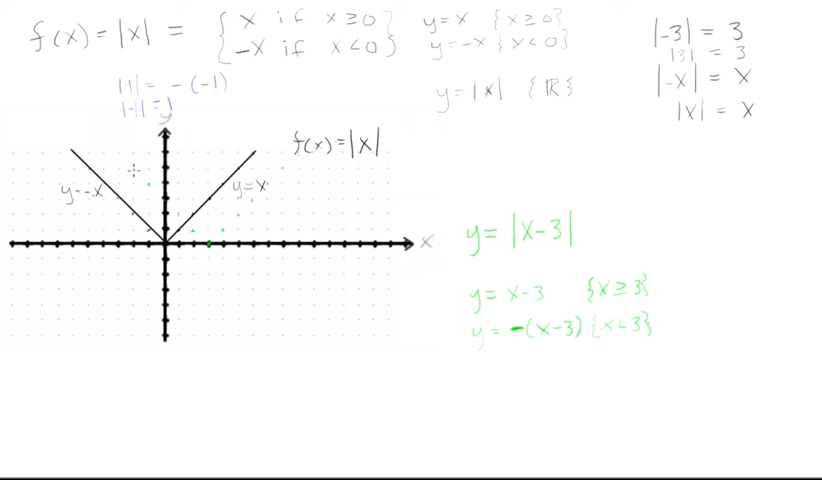 f(x) = |x| = { x if x ≥ 0
-x if x < 0 }
y = x {x ≥ 0}
y = -x {x < 0}
y = |x| {ℝ}
|-3| = 3
|3| = 3
|-x| = x
|x| = x
|-1| = -(-1)
|-1| = 1
y
f(x) = |x|
y=-x
y=x
x
y = |x-3|
y = x-3 {x ≥ 3}
y = -(x-3) {x < 3}